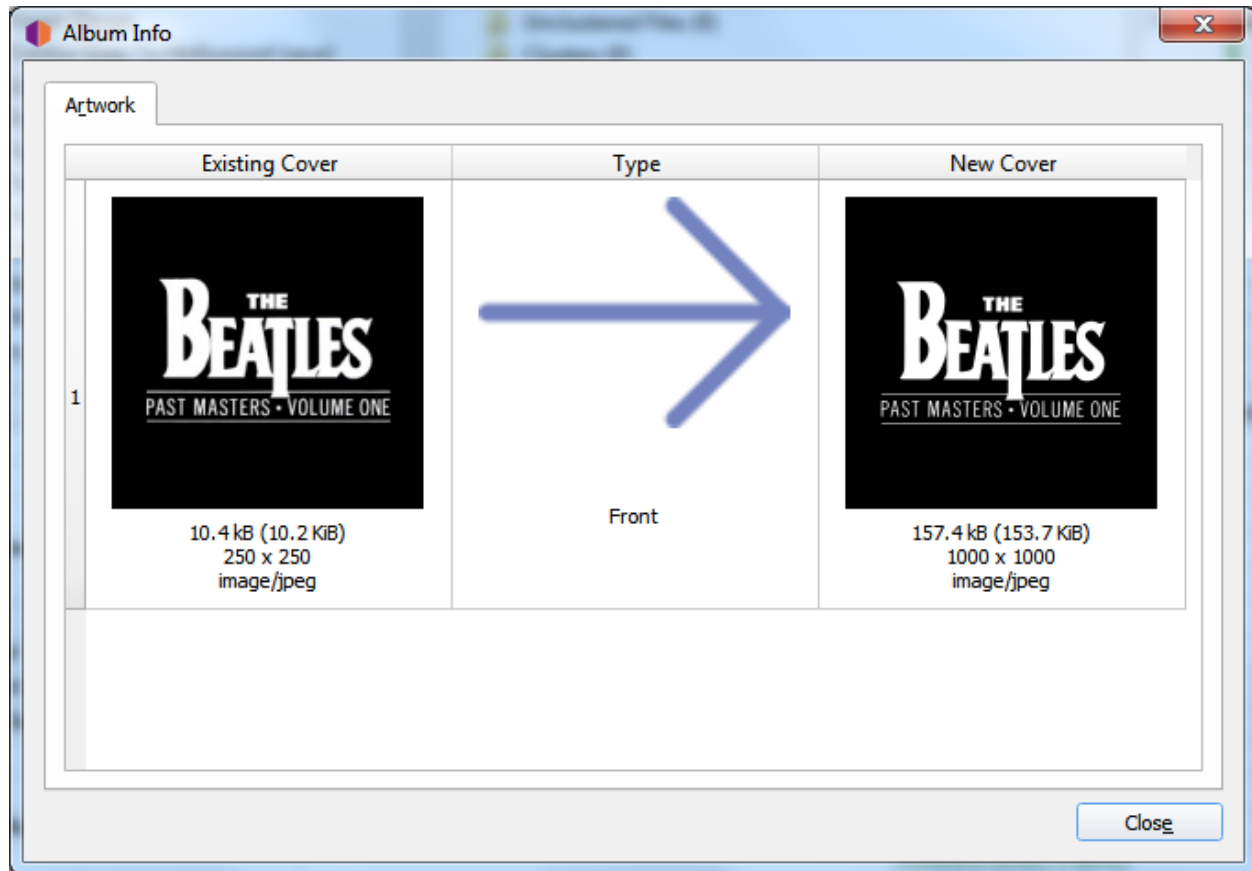 Album Info
Artwork
Existing Cover
Type
New Cover
1
THE
BEATLES
PAST MASTERS • VOLUME ONE
10.4 kB (10.2 KiB)
250 x 250
image/jpeg
Front
THE
BEATLES
PAST MASTERS • VOLUME ONE
157.4 kB (153.7 KiB)
1000 x 1000
image/jpeg
Close